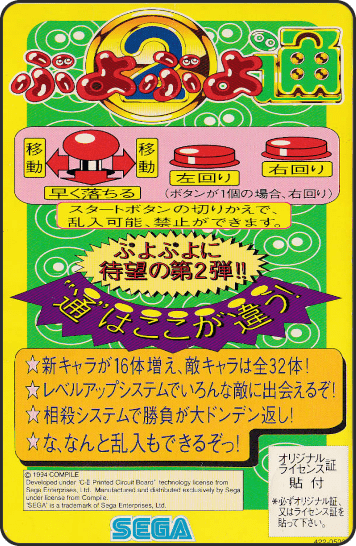 ぷよぷよ通
2
移動
移動
早く落ちる
左回り
右回り
(ボタンが1個の場合、右回り)
スタートボタンの切りかえで、
乱入可能、禁止ができます。
ぷよぷよに
待望の第2弾!!
"通"はここが違う!
☆新キャラが16体増え、敵キャラは全32体!
☆レベルアップシステムでいろんな敵に出会えるぞ!
☆相殺システムで勝負が大ドンデン返し!
☆な、なんと乱入もできるぞっ!
© 1994 COMPILE
Developed under "C-E Printed Circuit Board" technology license from
Sega Enterprises, Ltd. Manufactured and distributed exclusively by Sega
under license from Compile.
"SEGA" is a trademark of Sega Enterprises, Ltd.
SEGA
オリジナル
ライセンス証
貼付
*必ずオリジナル証、
又はライセンス証を
貼って下さい。